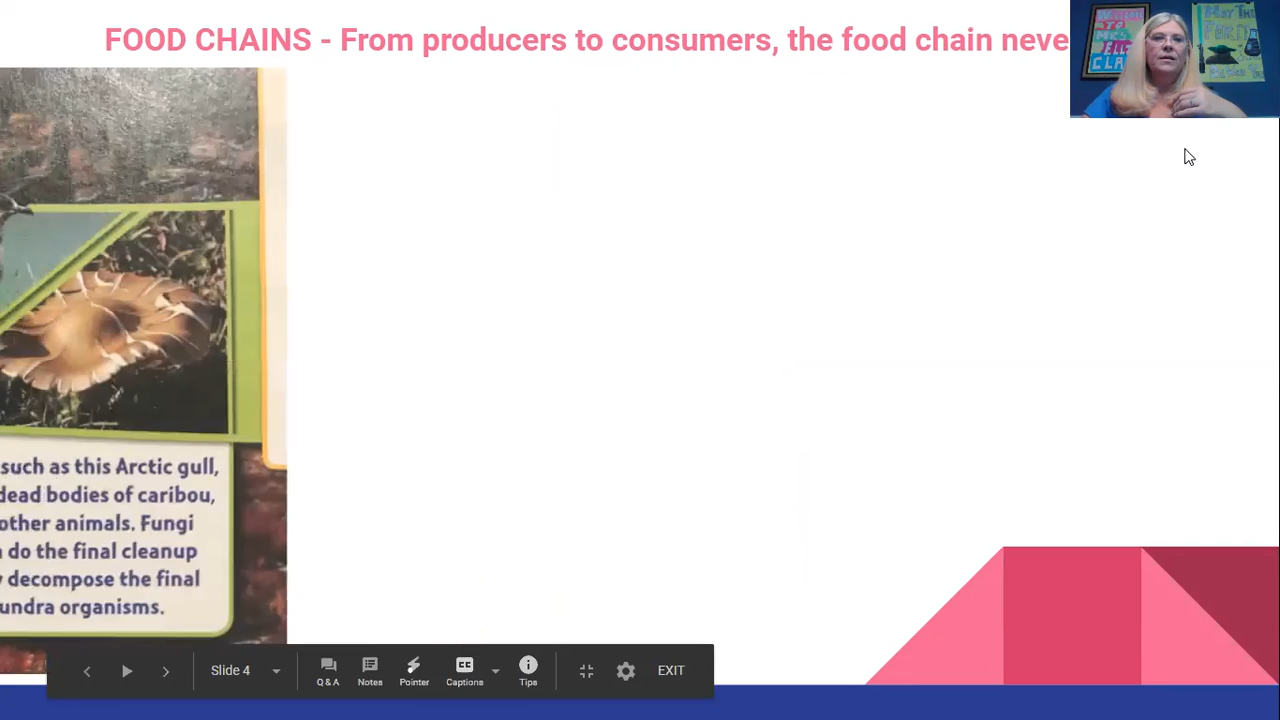 FOOD CHAINS - From producers to consumers, the food chain neve
such as this Arctic gull,
dead bodies of caribou,
other animals. Fungi
do the final cleanup
decompose the final
undra organisms.
Slide 4
Q & A
Notes
Pointer
CC
Captions
Tips
EXIT